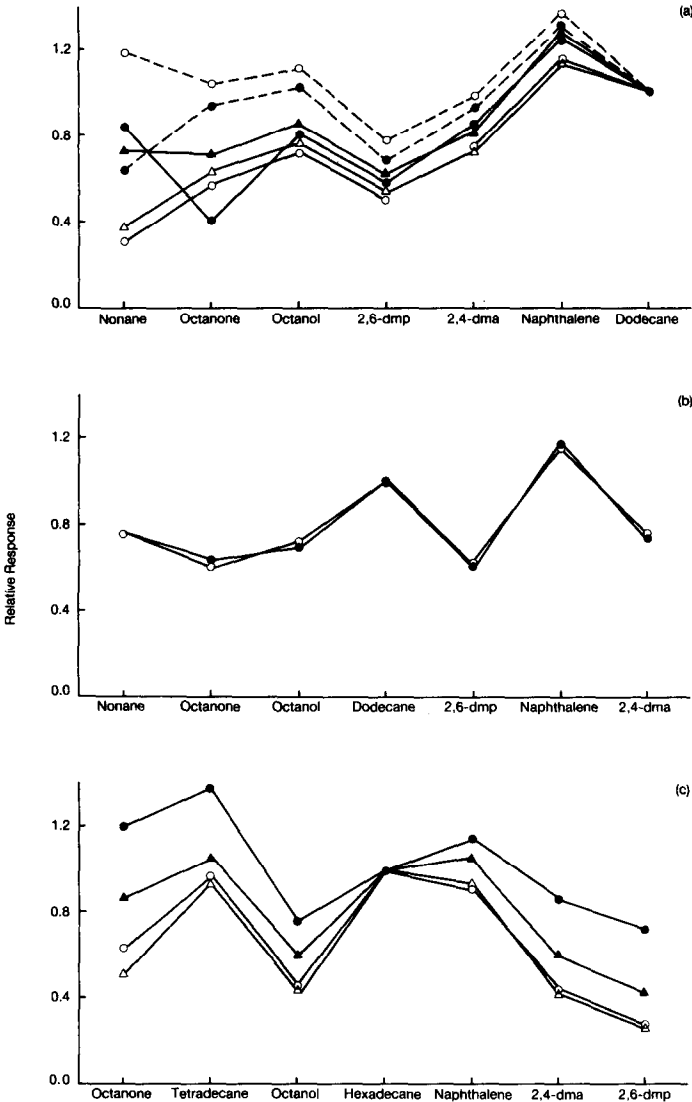 (a)
1.2
0.8
0.4
0.0
Nonane Octanone Octanol 2,6-dmp 2,4-dma Naphthalene Dodecane
(b)
1.2
0.8
0.4
0.0
Nonane Octanone Octanol Dodecane 2,6-dmp Naphthalene 2,4-dma
Relative Response
(c)
1.2
0.8
0.4
0.0
Octanone Tetradecane Octanol Hexadecane Naphthalene 2,4-dma 2,6-dmp